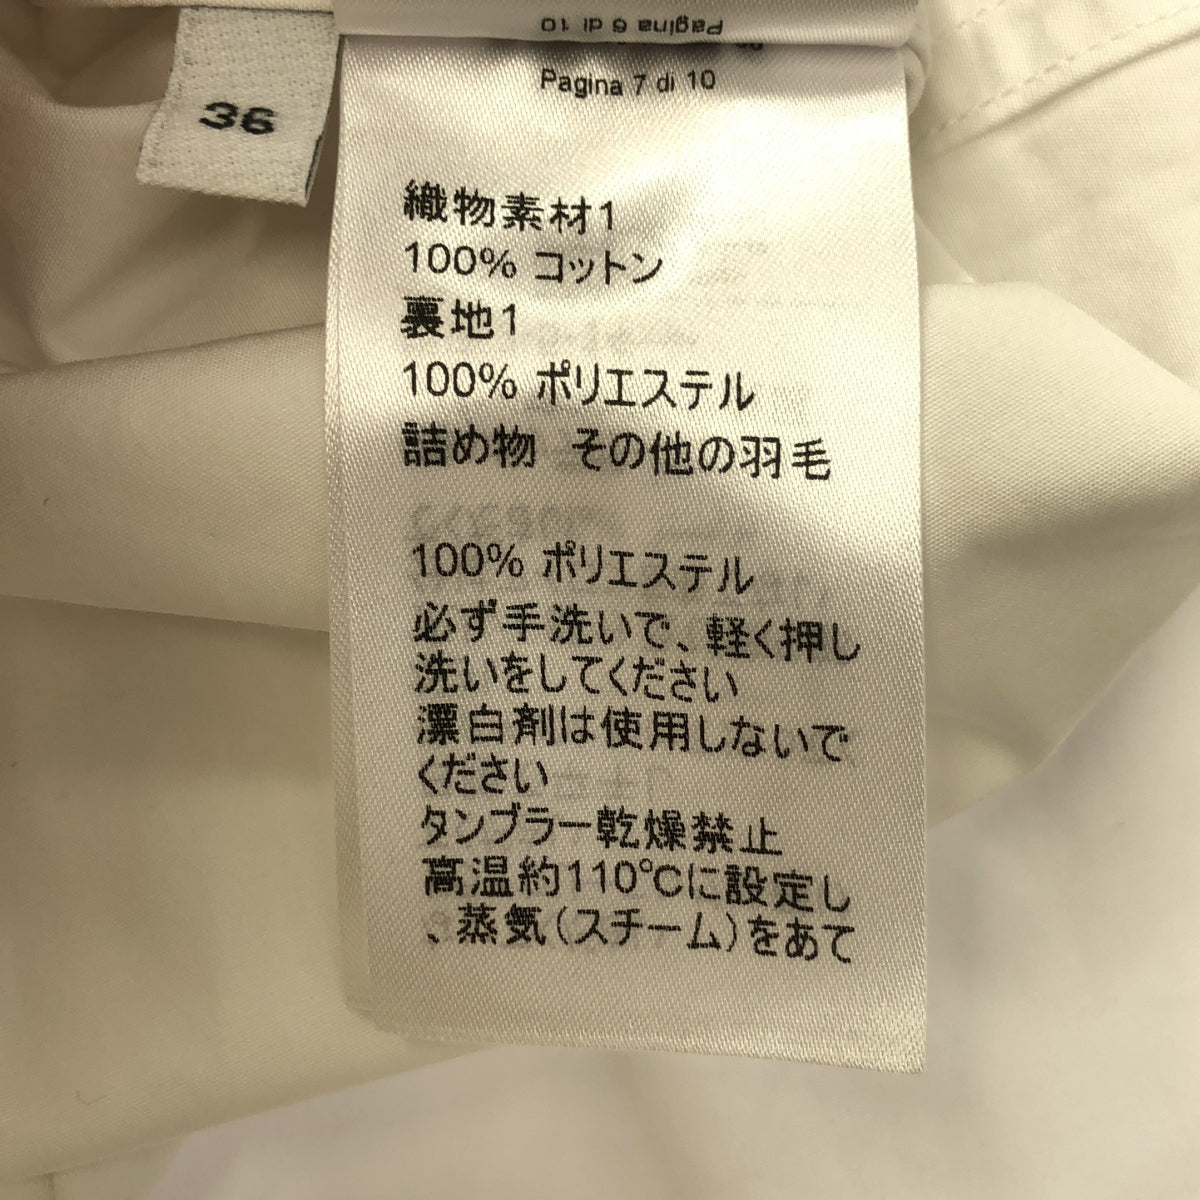 Pagina 6 di 10
Pagina 7 di 10
36
織物素材1
100% コットン
裏地1
100% ポリエステル
詰め物 その他の羽毛
100% ポリエステル
必ず手洗いで、軽く押し
洗いをしてください
漂白剤は使用しないで
ください
タンブラー乾燥禁止
高温約110℃に設定し
、蒸気(スチーム)をあて